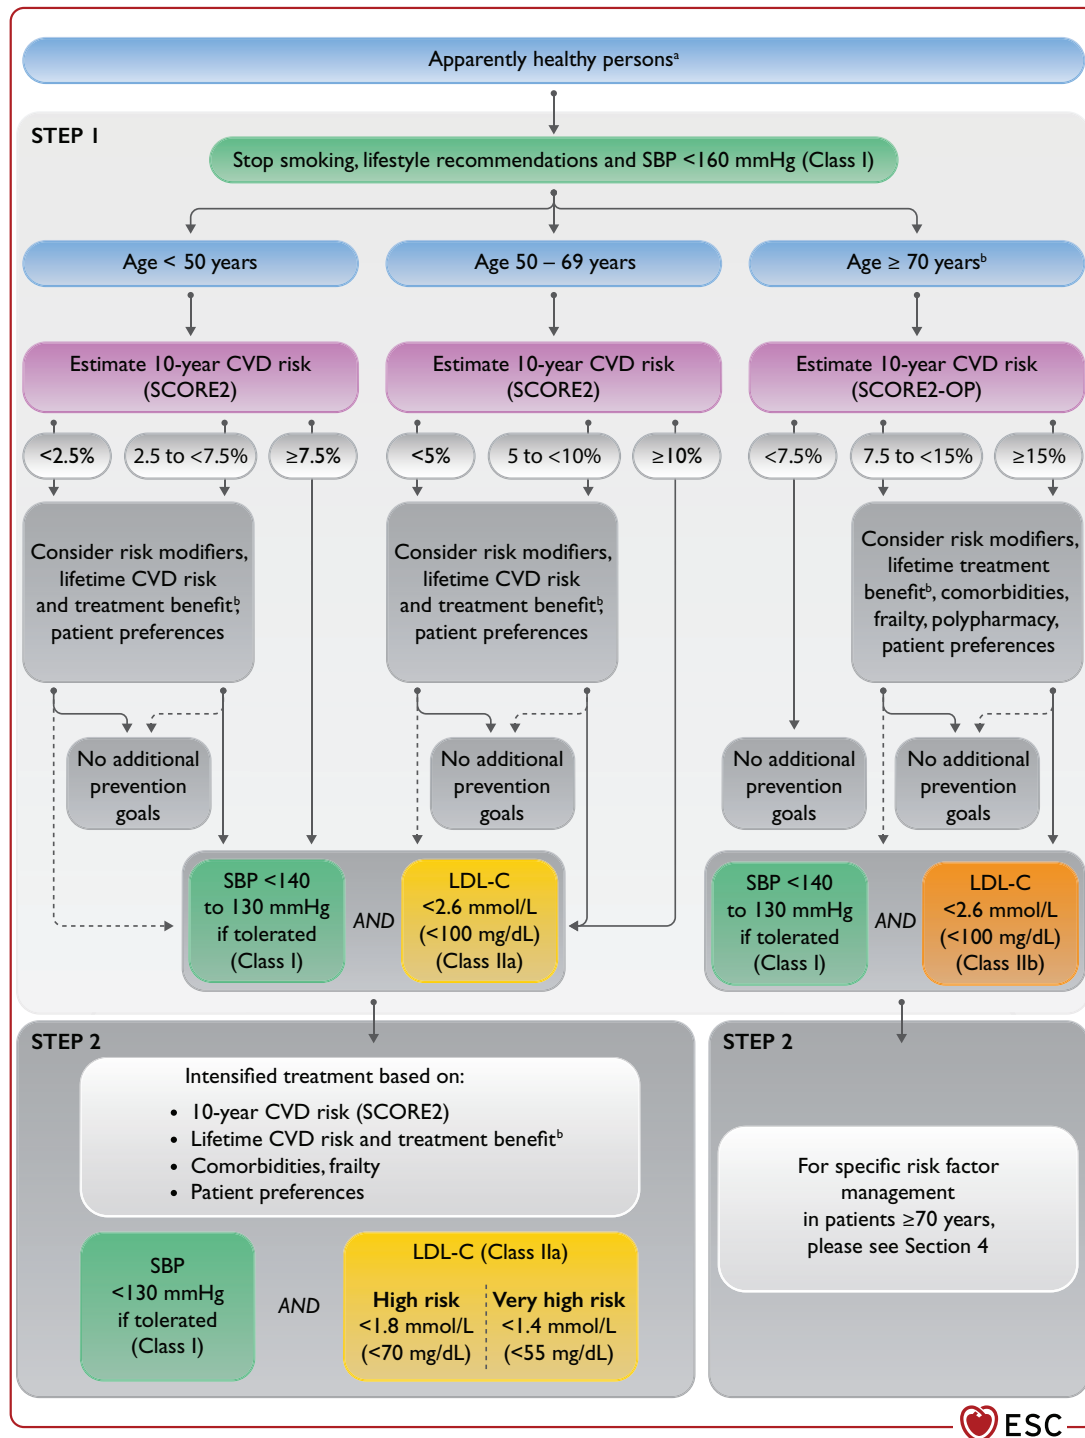 Apparently healthy personsᵃ
STEP 1
Stop smoking, lifestyle recommendations and SBP <160 mmHg (Class I)
Age < 50 years
Age 50 – 69 years
Age ≥ 70 yearsᵇ
Estimate 10-year CVD risk
(SCORE2)
Estimate 10-year CVD risk
(SCORE2)
Estimate 10-year CVD risk
(SCORE2-OP)
<2.5%
2.5 to <7.5%
≥7.5%
<5%
5 to <10%
≥10%
<7.5%
7.5 to <15%
≥15%
Consider risk modifiers,
lifetime CVD risk
and treatment benefitᵇ,
patient preferences
Consider risk modifiers,
lifetime CVD risk
and treatment benefitᵇ,
patient preferences
Consider risk modifiers,
lifetime treatment
benefitᵇ, comorbidities,
frailty, polypharmacy,
patient preferences
No additional
prevention
goals
No additional
prevention
goals
No additional
prevention
goals
No additional
prevention
goals
SBP <140
to 130 mmHg
if tolerated
(Class I)
AND
LDL-C
<2.6 mmol/L
(<100 mg/dL)
(Class IIa)
SBP <140
to 130 mmHg
if tolerated
(Class I)
AND
LDL-C
<2.6 mmol/L
(<100 mg/dL)
(Class IIb)
STEP 2
Intensified treatment based on:
• 10-year CVD risk (SCORE2)
• Lifetime CVD risk and treatment benefitᵇ
• Comorbidities, frailty
• Patient preferences
SBP
<130 mmHg
if tolerated
(Class I)
AND
LDL-C (Class IIa)
High risk
<1.8 mmol/L
(<70 mg/dL)
Very high risk
<1.4 mmol/L
(<55 mg/dL)
STEP 2
For specific risk factor
management
in patients ≥70 years,
please see Section 4
ESC